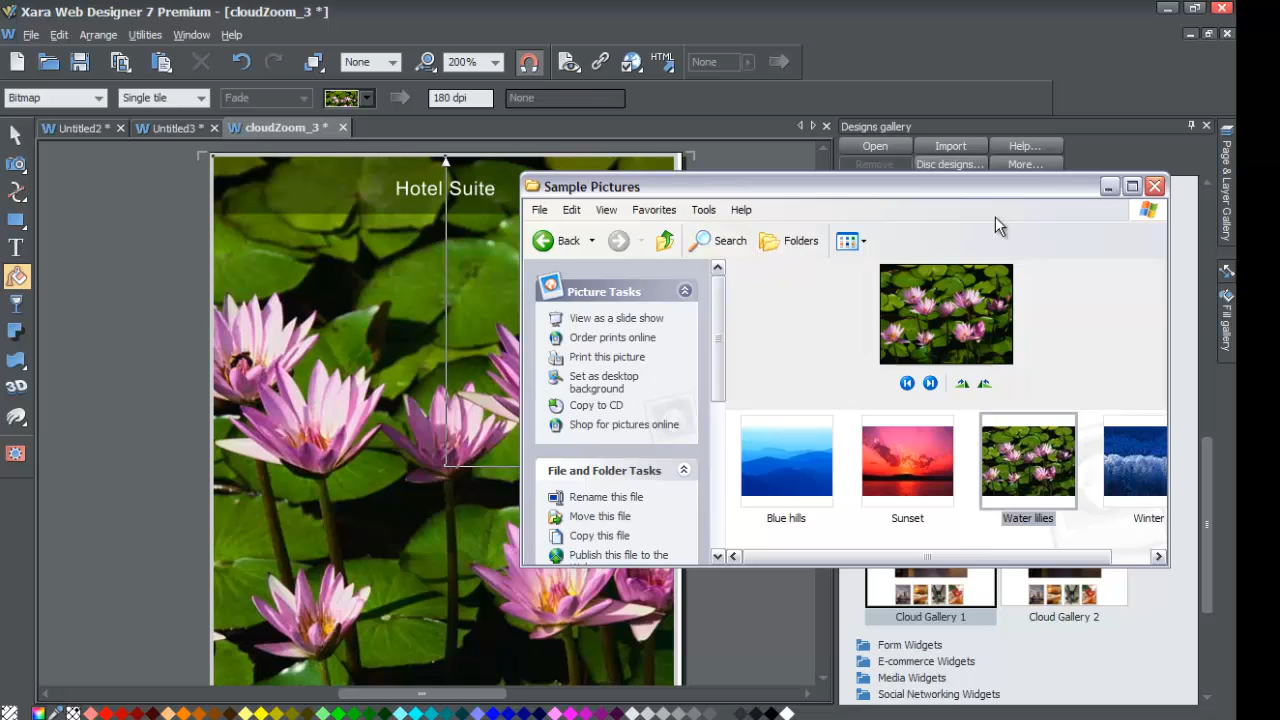 Xara Web Designer 7 Premium - [cloudZoom_3 *]
File Edit Arrange Utilities Window Help
None 200% HTML None
Bitmap Single tile Fade 180 dpi None
Untitled2 * Untitled3 * cloudZoom_3 *
Designs gallery
Open Import Help...
Remove Disc designs... More...
Page & Layer Gallery
Fill gallery
Hotel Suite
Sample Pictures
File Edit View Favorites Tools Help
Back Search Folders
Picture Tasks
View as a slide show
Order prints online
Print this picture
Set as desktop
background
Copy to CD
Shop for pictures online
File and Folder Tasks
Rename this file
Move this file
Copy this file
Publish this file to the
Blue hills Sunset Water lilies Winter
3D
Cloud Gallery 1 Cloud Gallery 2
Form Widgets
E-commerce Widgets
Media Widgets
Social Networking Widgets